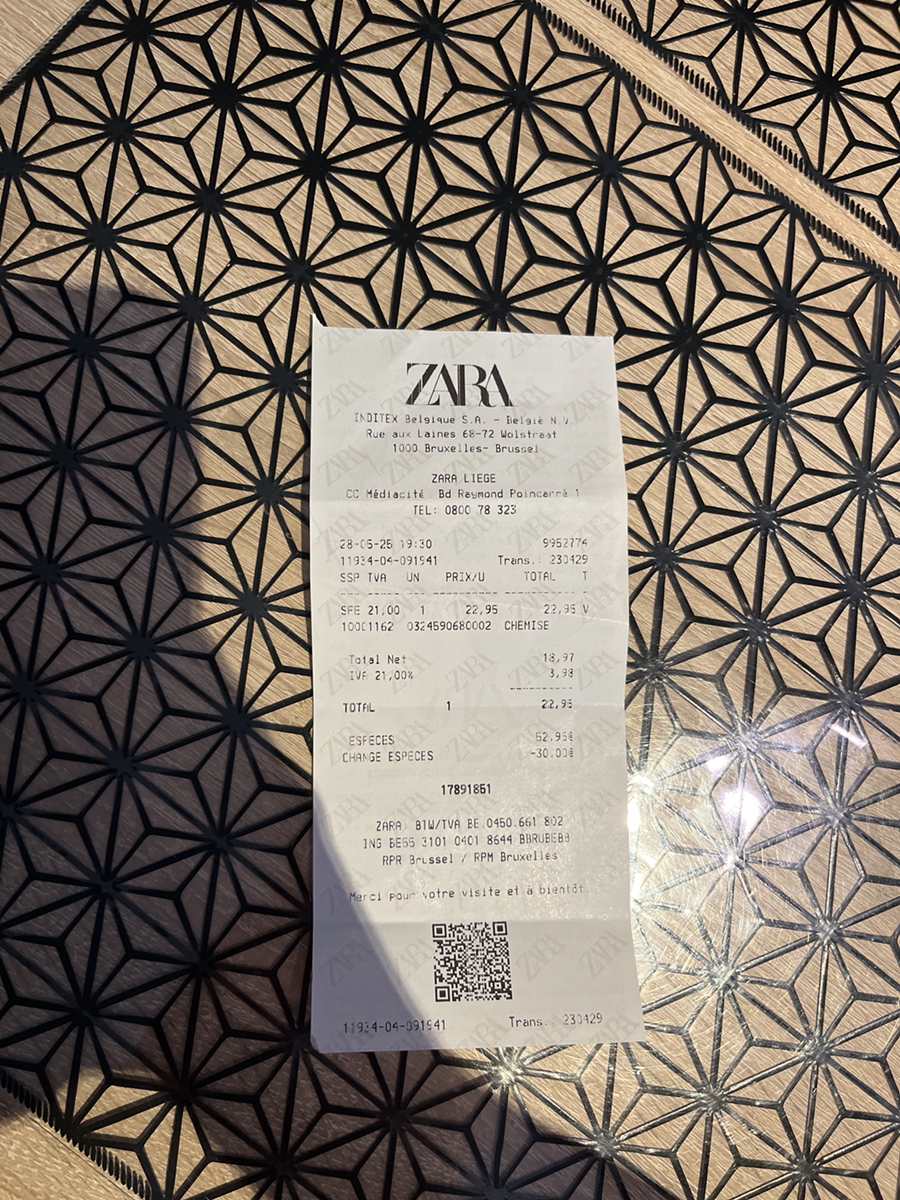 ZARA
INDITEX Belgique S.A. - België N.V.
Rue aux Laines 68-72 Wolstraat
1000 Bruxelles- Brussel
ZARA LIEGE
CC Médiacité Bd Raymond Poincarré 1
TEL: 0800 78 323
28-05-25 19:30 9952774
11934-04-091941 Trans.: 230429
SSP TVA UN PRIX/U TOTAL T
SFE 21,00 1 22,95 22,95 V
10001162 0324590680002 CHEMISE
Total Net 18,97
IVA 21,00% 3,98
TOTAL 1 22,95
ESPECES 52,95€
CHANGE ESPECES -30,00€
17891851
ZARA: BTW/TVA BE.0450.661 802
ING BE55 3101 0401 8644 BBRUBEBB
RPR Brussel / RPM Bruxelles
Merci pour votre visite et à bientôt.
11934-04-091941 Trans.: 230429